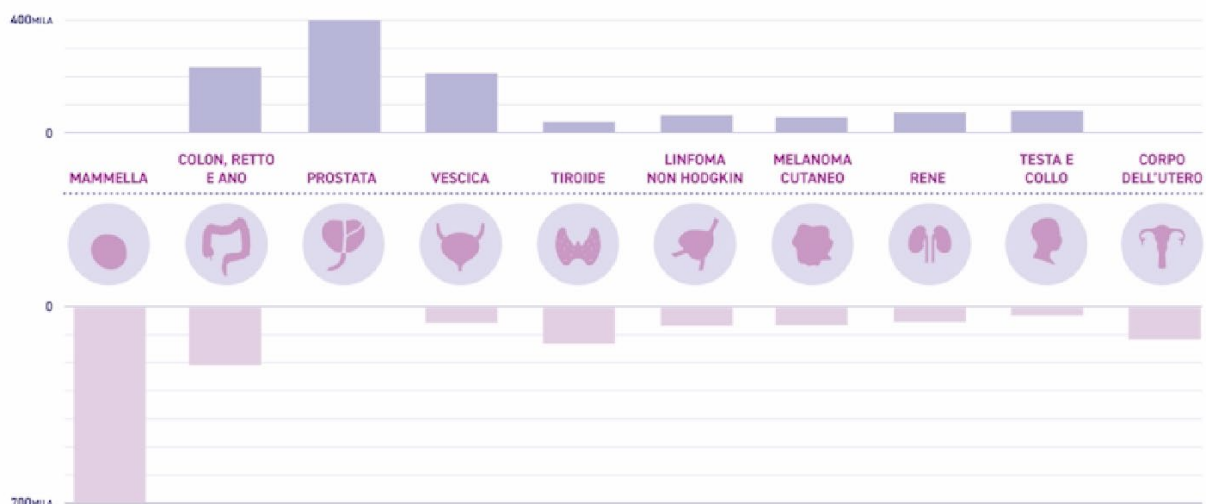 400MILA
0
MAMMELLA
COLON, RETTO
E ANO
PROSTATA
VESCICA
TIROIDE
LINFOMA
NON HODGKIN
MELANOMA
CUTANEO
RENE
TESTA E
COLLO
CORPO
DELL'UTERO
0
700MILA